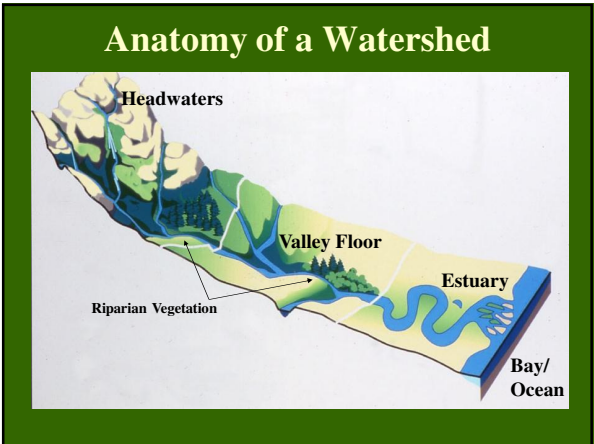 Anatomy of a Watershed
Headwaters
Valley Floor
Estuary
Riparian Vegetation
Bay/
Ocean